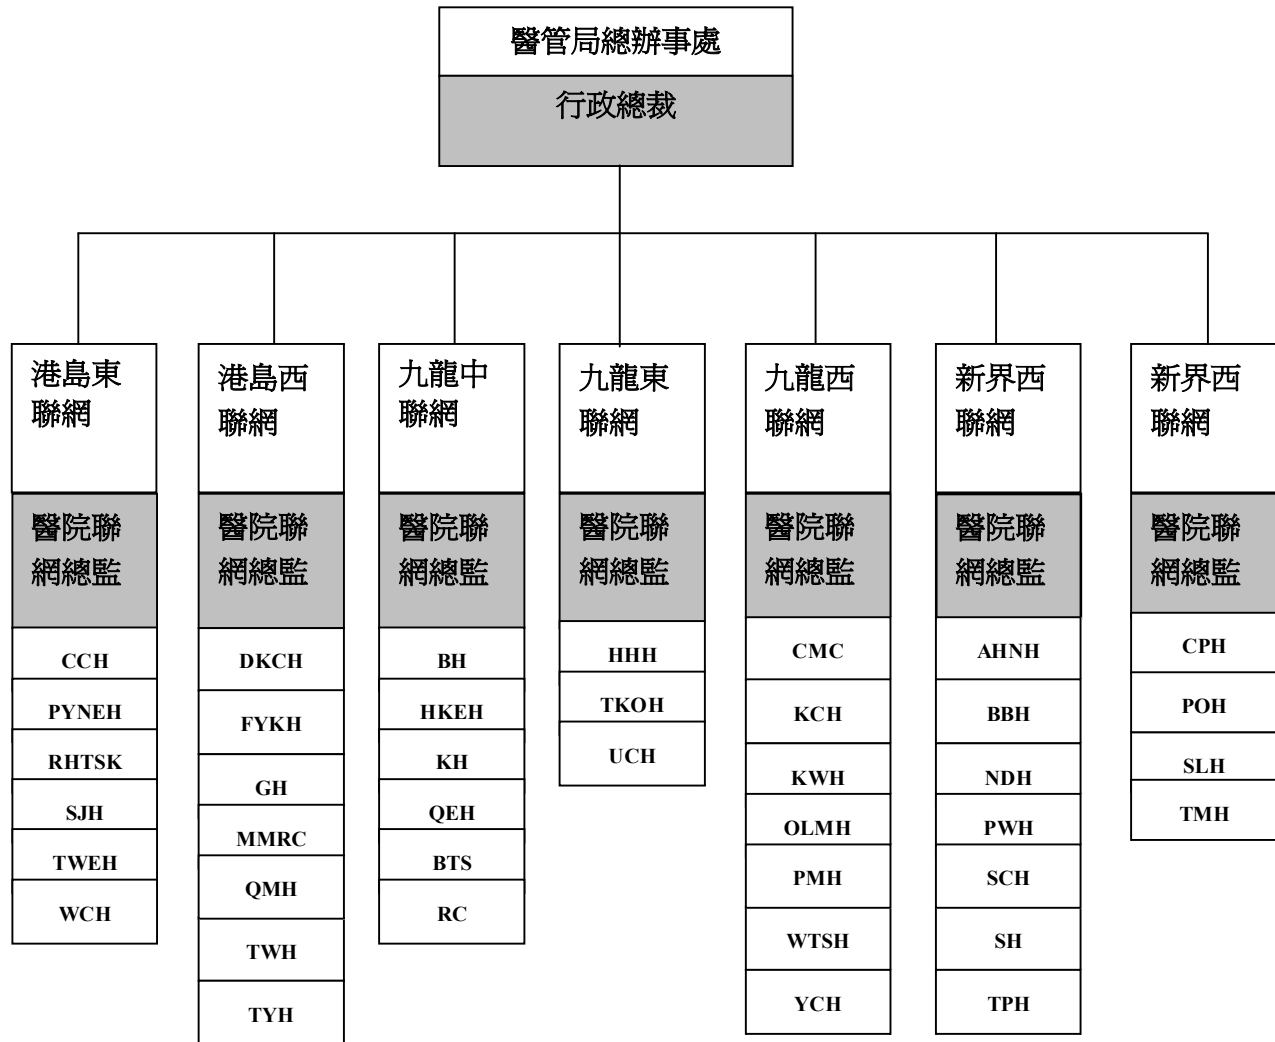 醫管局總辦事處
行政總裁
港島東
聯網
醫院聯
網總監
CCH
PYNEH
RHTSK
SJH
TWEH
WCH
港島西
聯網
醫院聯
網總監
DKCH
FYKH
GH
MMRC
QMH
TWH
TYH
九龍中
聯網
醫院聯
網總監
BH
HKEH
KH
QEH
BTS
RC
九龍東
聯網
醫院聯
網總監
HHH
TKOH
UCH
九龍西
聯網
醫院聯
網總監
CMC
KCH
KWH
OLMH
PMH
WTSH
YCH
新界西
聯網
醫院聯
網總監
AHNH
BBH
NDH
PWH
SCH
SH
TPH
新界西
聯網
醫院聯
網總監
CPH
POH
SLH
TMH